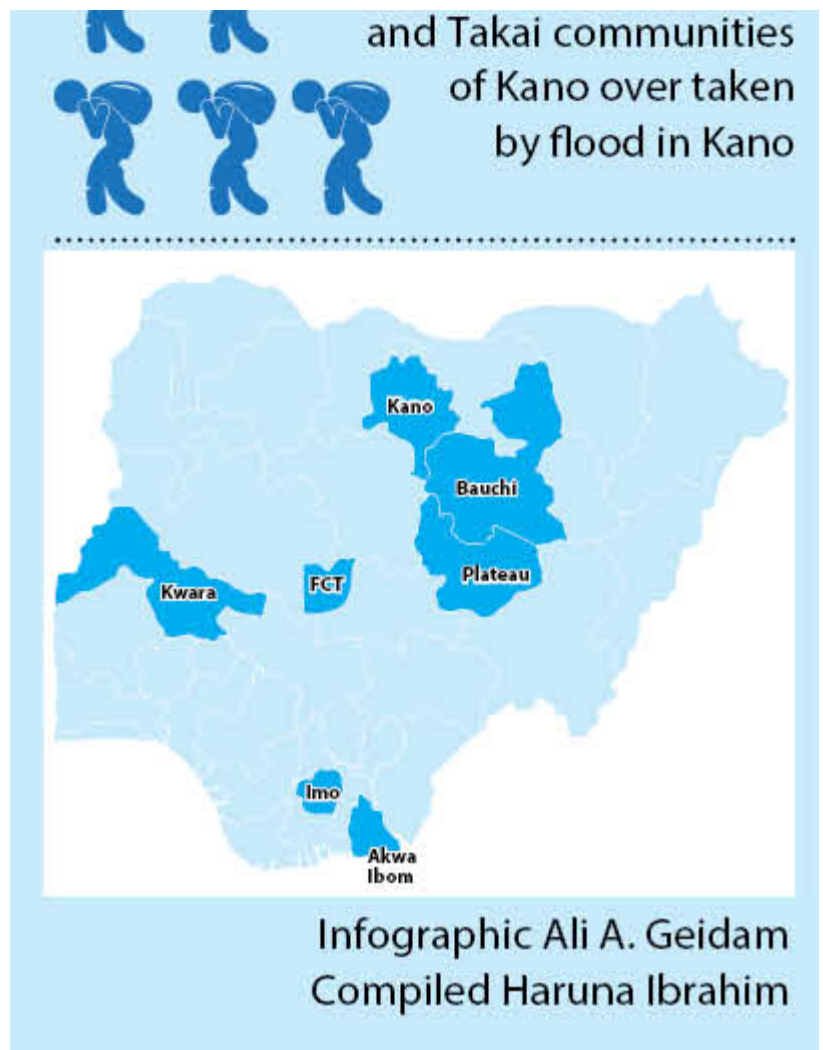 and Takai communities
of Kano over taken
by flood in Kano
Kano
Bauchi
Plateau
FCT
Kwara
Imo
Akwa
Ibom
Infographic Ali A. Geidam
Compiled Haruna Ibrahim